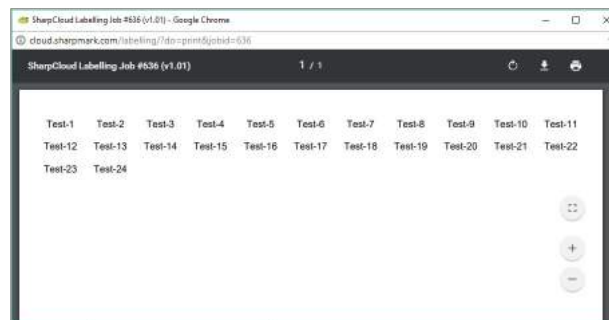 SharpCloud Labelling Job #636 (v1.01) - Google Chrome
cloud.sharpmark.com/labelling/?do=print&jobid=636
SharpCloud Labelling Job #636 (v1.01) 1 / 1
Test-1 Test-2 Test-3 Test-4 Test-5 Test-6 Test-7 Test-8 Test-9 Test-10 Test-11
Test-12 Test-13 Test-14 Test-15 Test-16 Test-17 Test-18 Test-19 Test-20 Test-21 Test-22
Test-23 Test-24